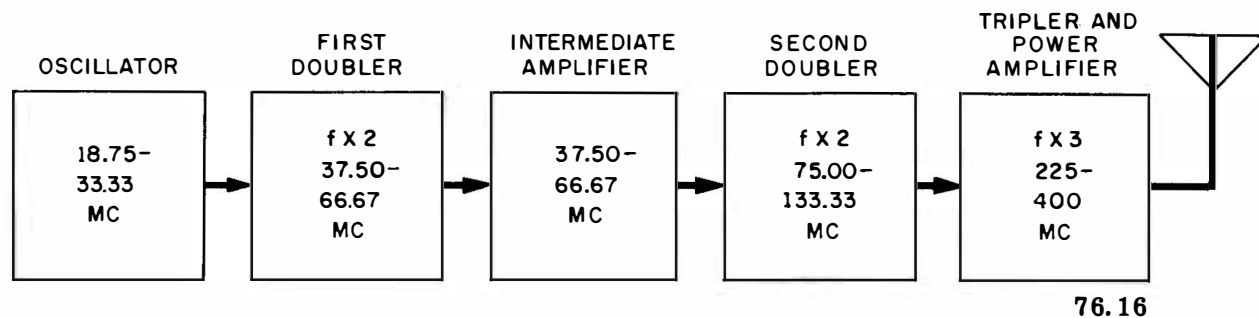 OSCILLATOR
18.75–
33.33
MC
FIRST
DOUBLER
f X 2
37.50–
66.67
MC
INTERMEDIATE
AMPLIFIER
37.50–
66.67
MC
SECOND
DOUBLER
f X 2
75.00–
133.33
MC
TRIPLER AND
POWER
AMPLIFIER
f X 3
225–
400
MC
76.16